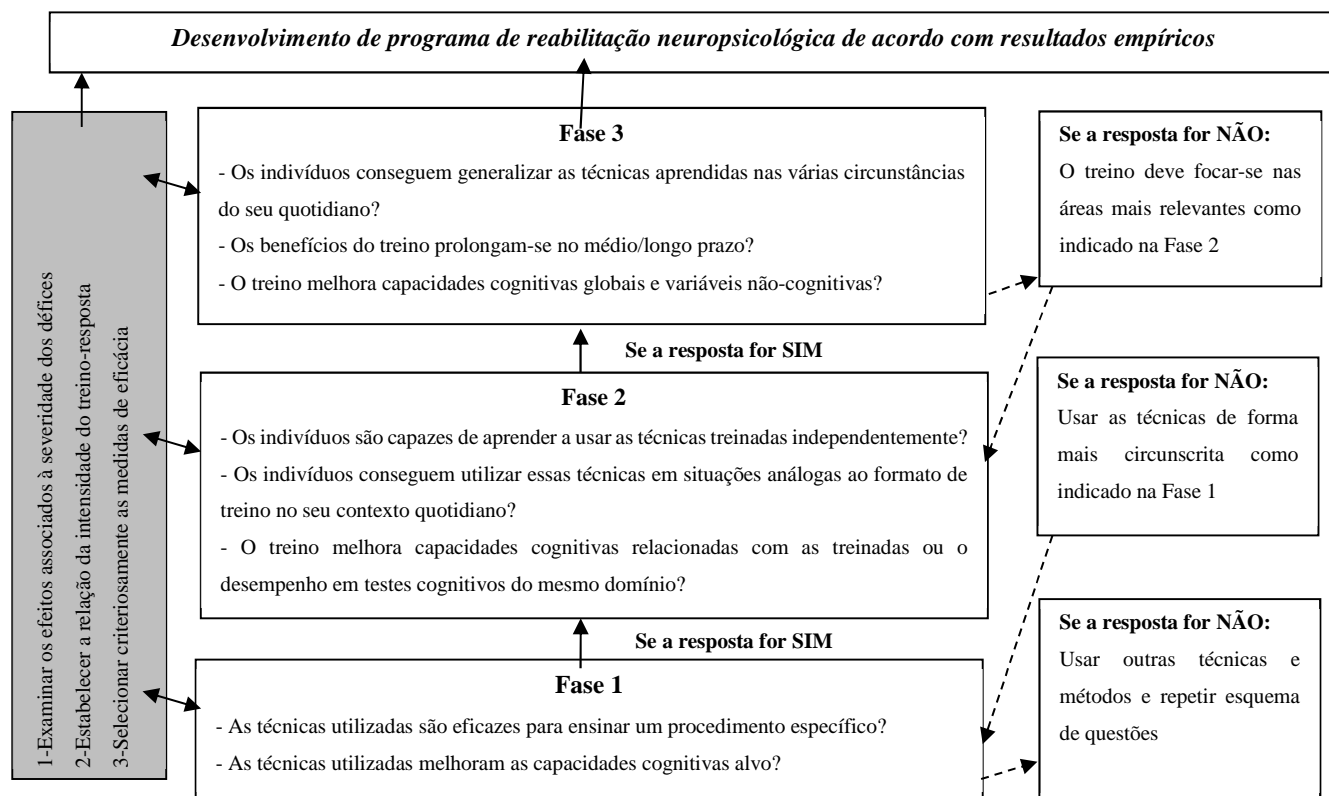 Desenvolvimento de programa de reabilitação neuropsicológica de acordo com resultados empíricos
1-Examinar os efeitos associados à severidade dos défices
2-Estabelecer a relação da intensidade do treino-resposta
3-Selecionar criteriosamente as medidas de eficácia
Fase 3
- Os indivíduos conseguem generalizar as técnicas aprendidas nas várias circunstâncias
do seu quotidiano?
- Os benefícios do treino prolongam-se no médio/longo prazo?
- O treino melhora capacidades cognitivas globais e variáveis não-cognitivas?
Se a resposta for NÃO:
O treino deve focar-se nas
áreas mais relevantes como
indicado na Fase 2
Se a resposta for SIM
Fase 2
- Os indivíduos são capazes de aprender a usar as técnicas treinadas independentemente?
- Os indivíduos conseguem utilizar essas técnicas em situações análogas ao formato de
treino no seu contexto quotidiano?
- O treino melhora capacidades cognitivas relacionadas com as treinadas ou o
desempenho em testes cognitivos do mesmo domínio?
Se a resposta for NÃO:
Usar as técnicas de forma
mais circunscrita como
indicado na Fase 1
Se a resposta for SIM
Fase 1
- As técnicas utilizadas são eficazes para ensinar um procedimento específico?
- As técnicas utilizadas melhoram as capacidades cognitivas alvo?
Se a resposta for NÃO:
Usar outras técnicas e
métodos e repetir esquema
de questões